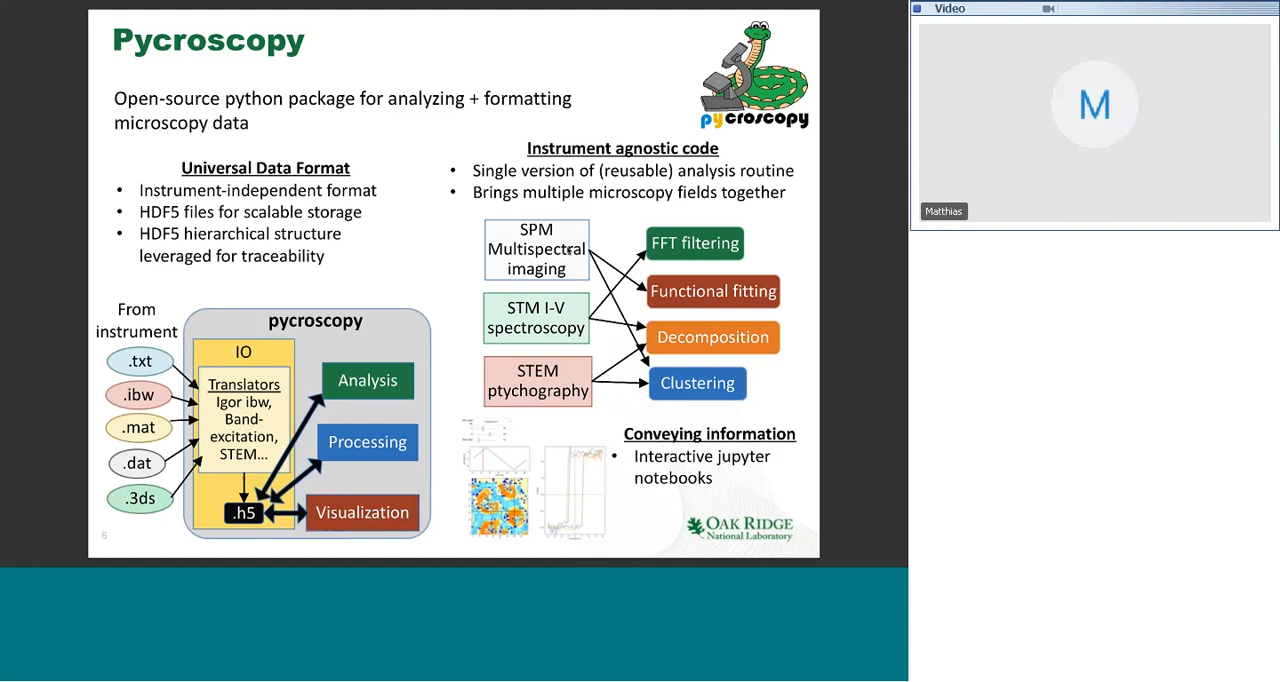 Pycroscopy
Open-source python package for analyzing + formatting
microscopy data
pycroscopy
Universal Data Format
• Instrument-independent format
• HDF5 files for scalable storage
• HDF5 hierarchical structure
leveraged for traceability
Instrument agnostic code
• Single version of (reusable) analysis routine
• Brings multiple microscopy fields together
SPM
Multispectral
imaging
STM I-V
spectroscopy
STEM
ptychography
FFT filtering
Functional fitting
Decomposition
Clustering
From
instrument
.txt
.ibw
.mat
.dat
.3ds
pycroscopy
IO
Translators
Igor ibw,
Band-
excitation,
STEM...
.h5
Analysis
Processing
Visualization
Conveying information
• Interactive jupyter
notebooks
OAK RIDGE
National Laboratory
6
Video
M
Matthias